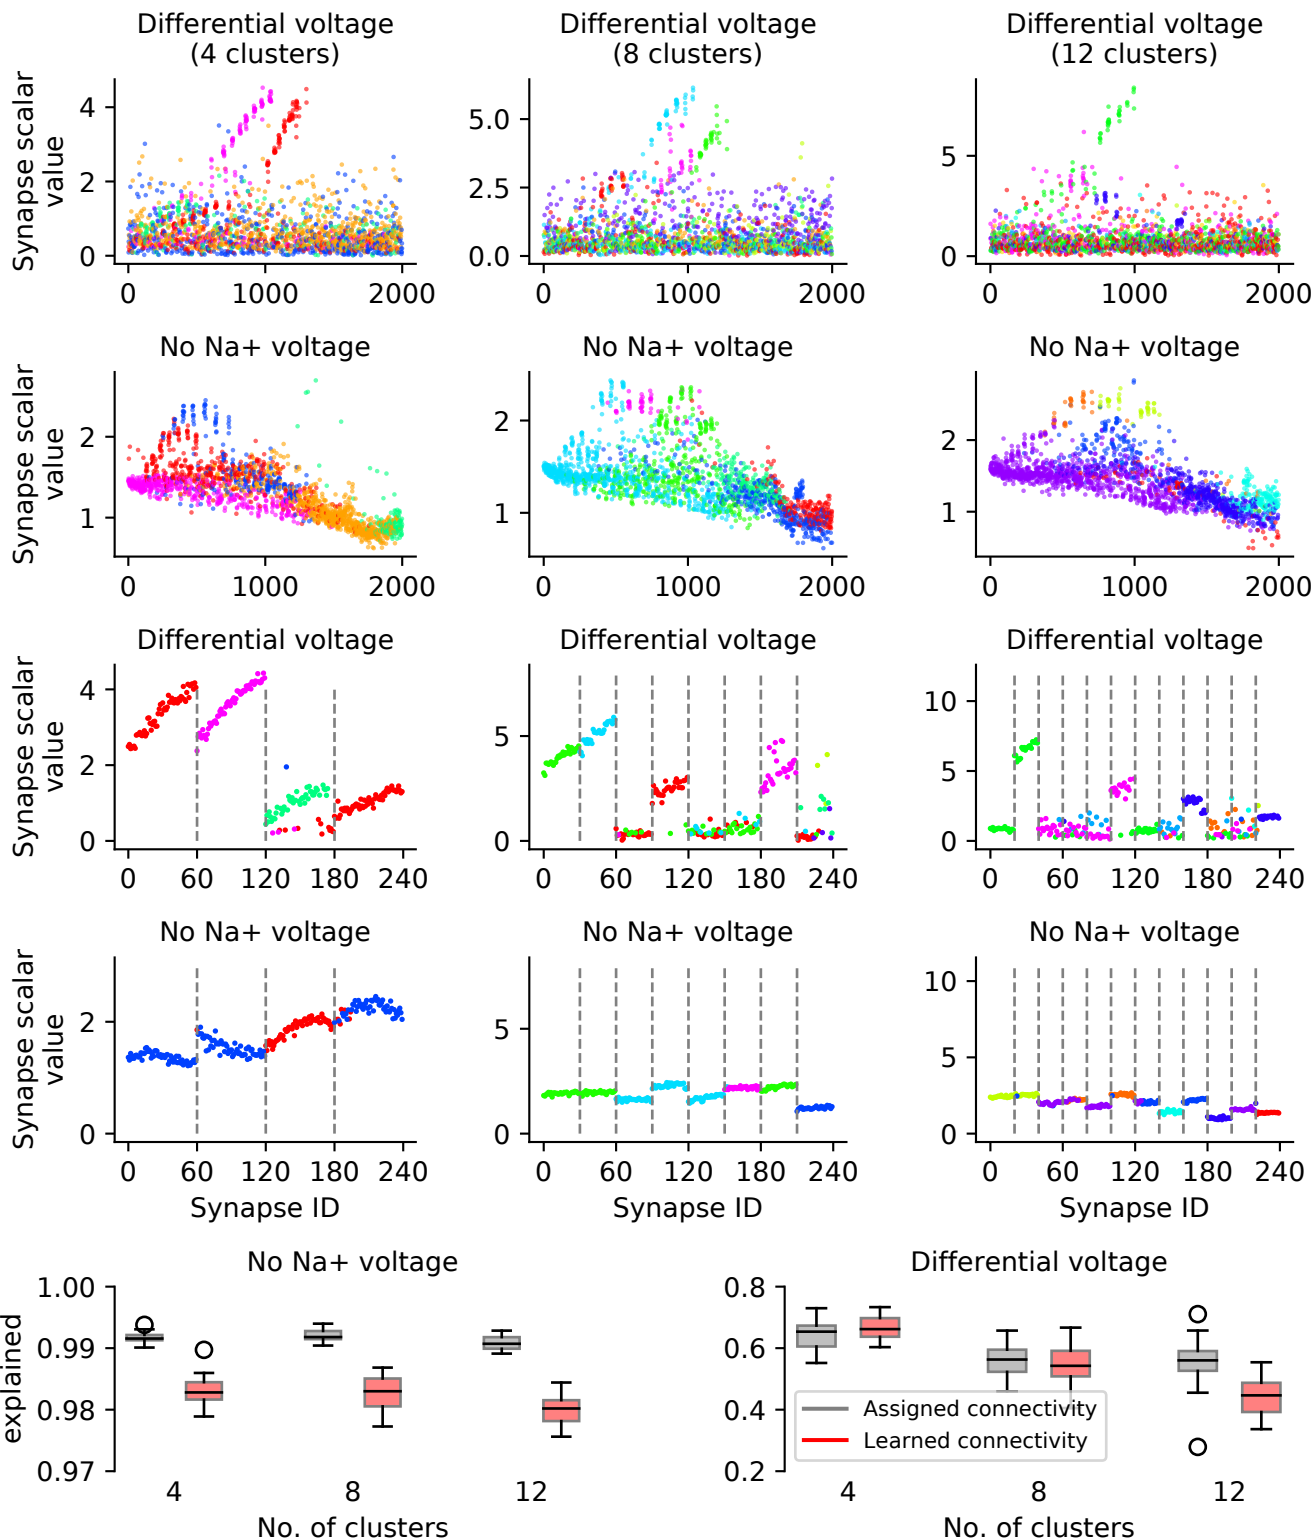 Differential voltage
(4 clusters)
Differential voltage
(8 clusters)
Differential voltage
(12 clusters)
Synapse scalar
value
4
2
0
0 1000 2000
5.0
2.5
0.0
0 1000 2000
5
0
0 1000 2000
No Na+ voltage
No Na+ voltage
No Na+ voltage
Synapse scalar
value
2
1
0 1000 2000
2
1
0 1000 2000
2
1
0 1000 2000
Differential voltage
Differential voltage
Differential voltage
Synapse scalar
value
4
2
0
0 60 120 180 240
5
0
0 60 120 180 240
10
5
0
0 60 120 180 240
No Na+ voltage
No Na+ voltage
No Na+ voltage
Synapse scalar
value
2
0
0 60 120 180 240
Synapse ID
5
0
0 60 120 180 240
Synapse ID
10
5
0
0 60 120 180 240
Synapse ID
No Na+ voltage
explained
1.00
0.99
0.98
0.97
4 8 12
No. of clusters
Differential voltage
0.8
0.6
0.4
0.2
Assigned connectivity
Learned connectivity
4 8 12
No. of clusters